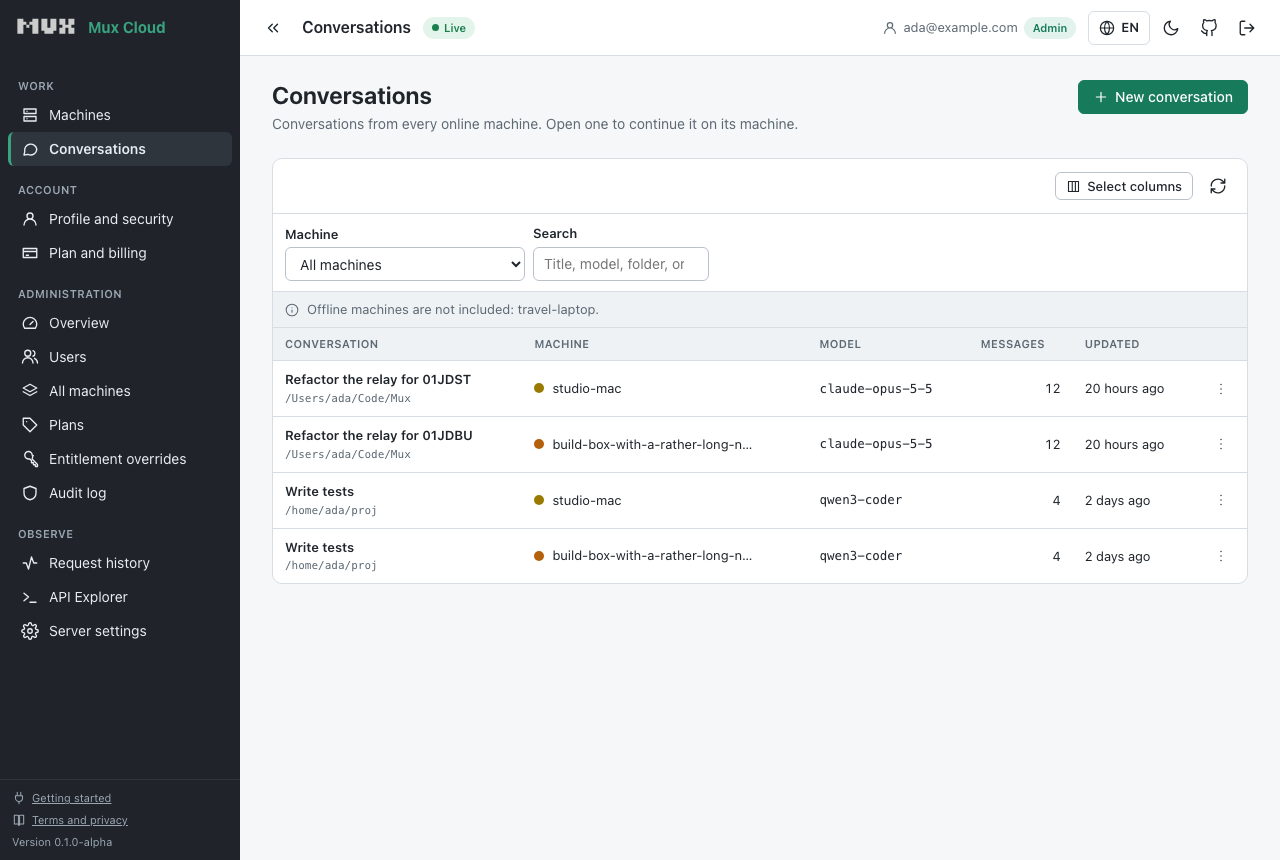 MUX Mux Cloud
WORK
Machines
Conversations
ACCOUNT
Profile and security
Plan and billing
ADMINISTRATION
Overview
Users
All machines
Plans
Entitlement overrides
Audit log
OBSERVE
Request history
API Explorer
Server settings
Getting started
Terms and privacy
Version 0.1.0-alpha
Conversations Live ada@example.com Admin EN
Conversations
Conversations from every online machine. Open one to continue it on its machine.
New conversation
Select columns
Machine Search
All machines Title, model, folder, or
Offline machines are not included: travel-laptop.
CONVERSATION MACHINE MODEL MESSAGES UPDATED
Refactor the relay for 01JDST
/Users/ada/Code/Mux
studio-mac claude-opus-5-5 12 20 hours ago
Refactor the relay for 01JDBU
/Users/ada/Code/Mux
build-box-with-a-rather-long-n... claude-opus-5-5 12 20 hours ago
Write tests
/home/ada/proj
studio-mac qwen3-coder 4 2 days ago
Write tests
/home/ada/proj
build-box-with-a-rather-long-n... qwen3-coder 4 2 days ago